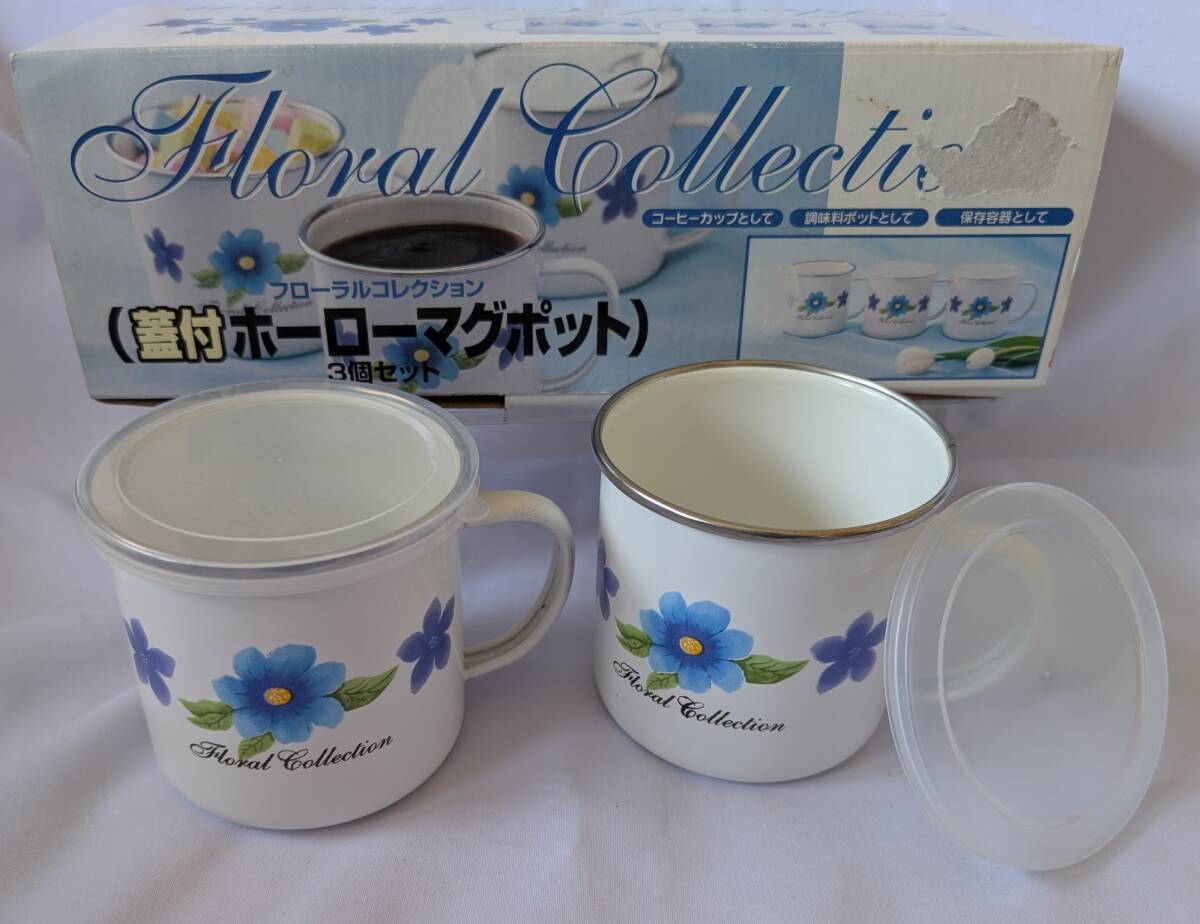 Floral Collectio
コーヒーカップとして
調味料ポットとして
保存容器として
フローラルコレクション
(蓋付ホーローマグポット)
3個セット
Floral Collection
Floral Collection